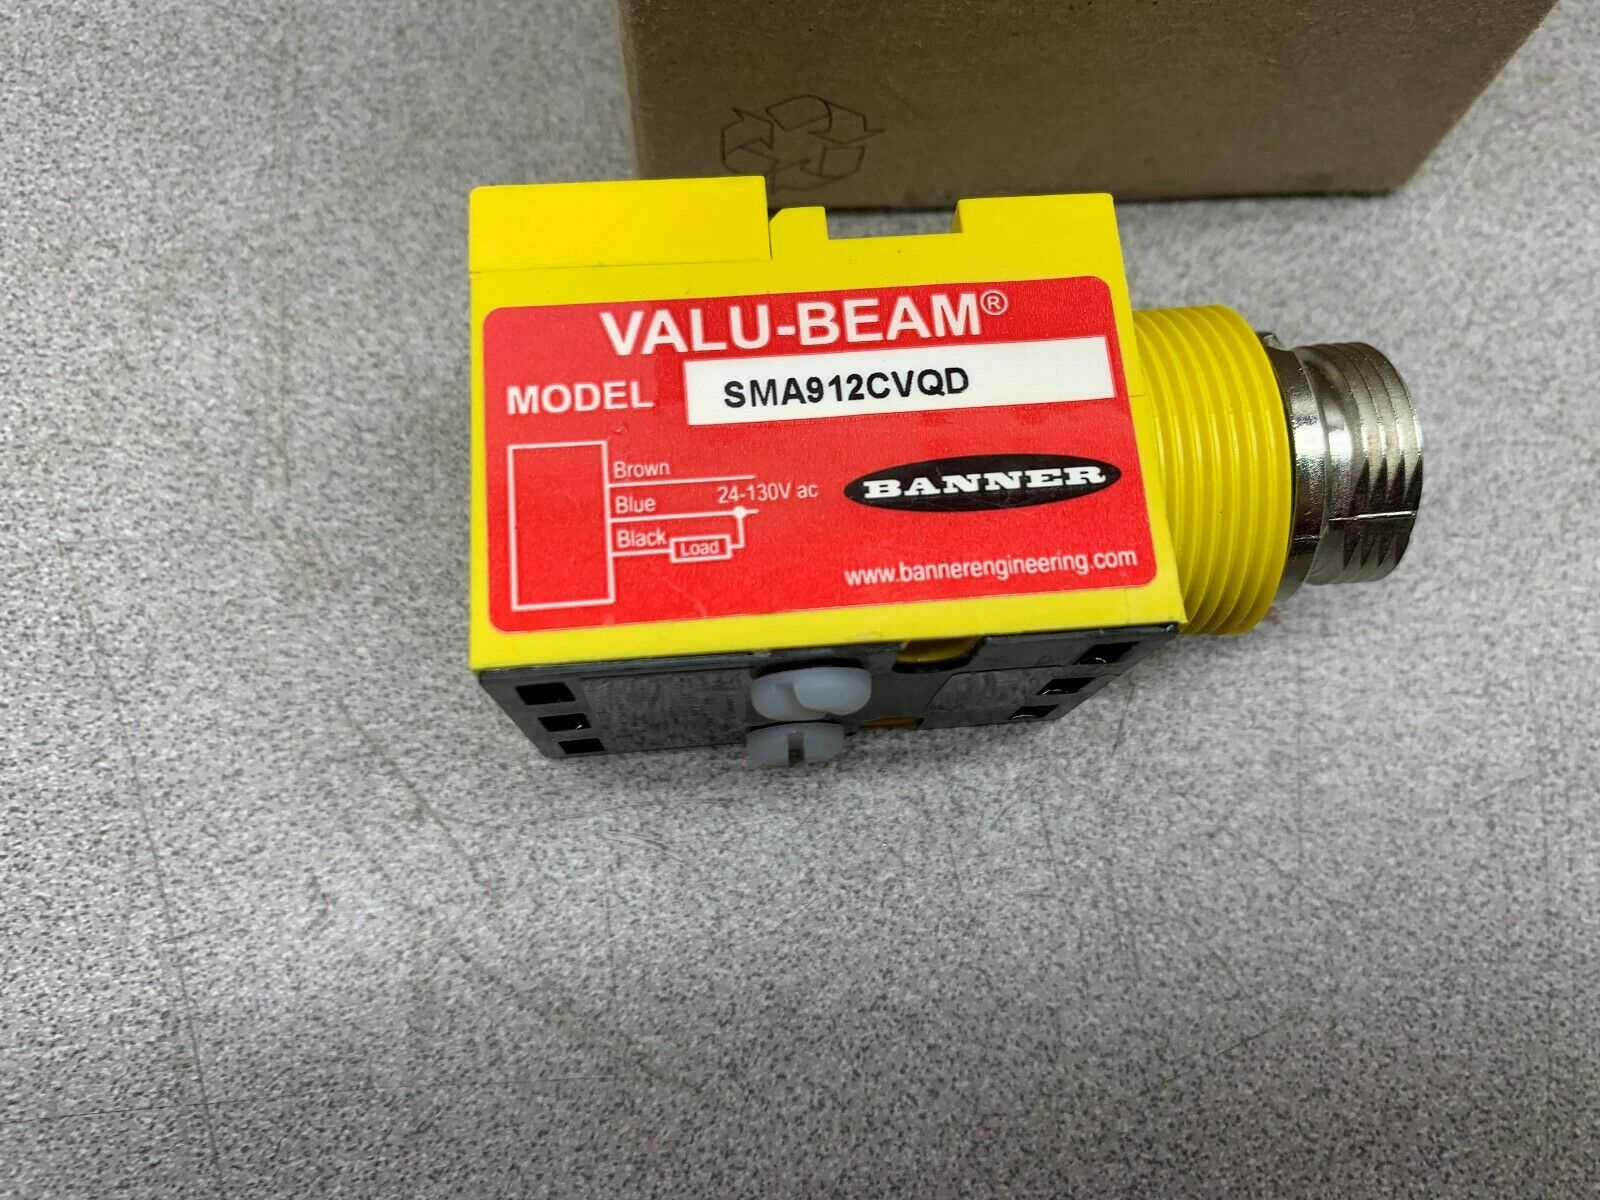 VALU-BEAM®
MODEL SMA912CVQD
Brown
Blue 24-130V ac
Black Load
BANNER
www.bannerengineering.com